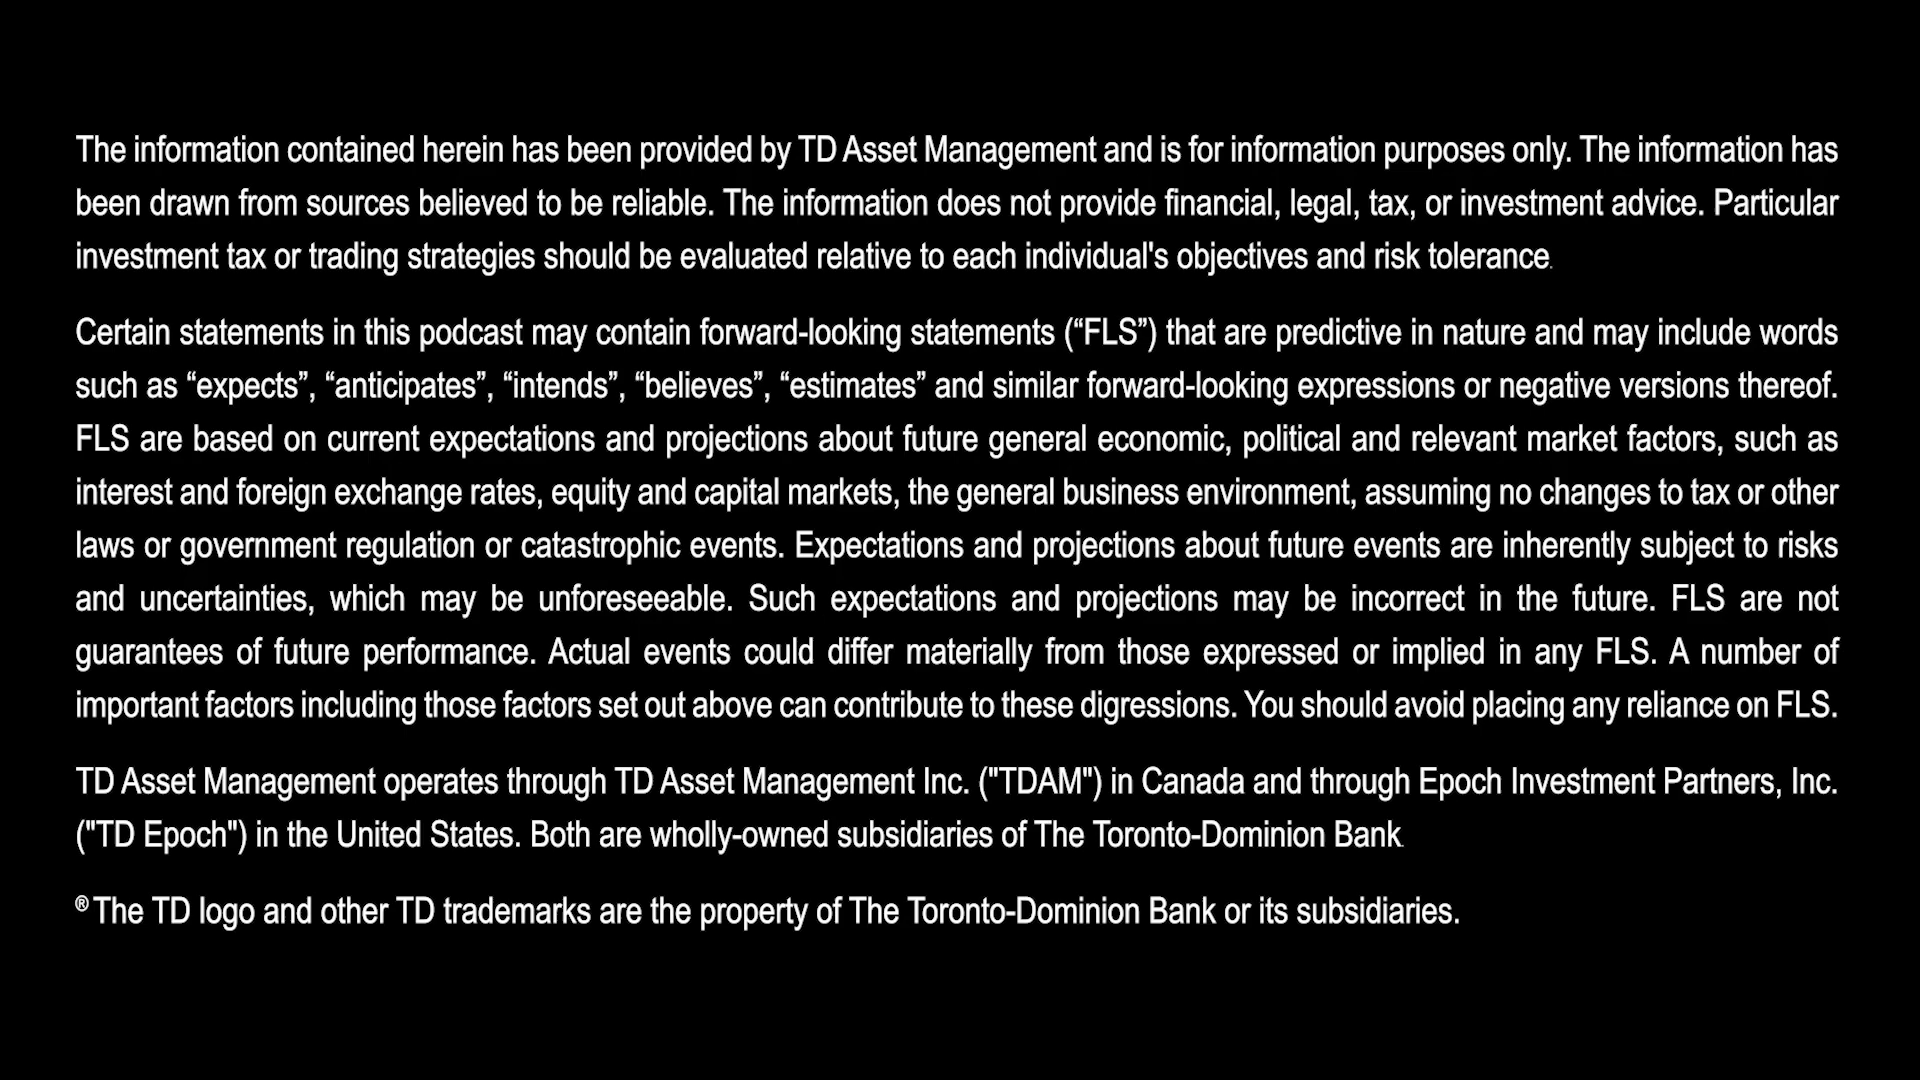 The information contained herein has been provided by TD Asset Management and is for information purposes only. The information has
been drawn from sources believed to be reliable. The information does not provide financial, legal, tax, or investment advice. Particular
investment tax or trading strategies should be evaluated relative to each individual's objectives and risk tolerance.
Certain statements in this podcast may contain forward-looking statements (“FLS”) that are predictive in nature and may include words
such as “expects”, “anticipates”, “intends”, “believes”, “estimates” and similar forward-looking expressions or negative versions thereof.
FLS are based on current expectations and projections about future general economic, political and relevant market factors, such as
interest and foreign exchange rates, equity and capital markets, the general business environment, assuming no changes to tax or other
laws or government regulation or catastrophic events. Expectations and projections about future events are inherently subject to risks
and uncertainties, which may be unforeseeable. Such expectations and projections may be incorrect in the future. FLS are not
guarantees of future performance. Actual events could differ materially from those expressed or implied in any FLS. A number of
important factors including those factors set out above can contribute to these digressions. You should avoid placing any reliance on FLS.
TD Asset Management operates through TD Asset Management Inc. ("TDAM") in Canada and through Epoch Investment Partners, Inc.
("TD Epoch") in the United States. Both are wholly-owned subsidiaries of The Toronto-Dominion Bank.
® The TD logo and other TD trademarks are the property of The Toronto-Dominion Bank or its subsidiaries.